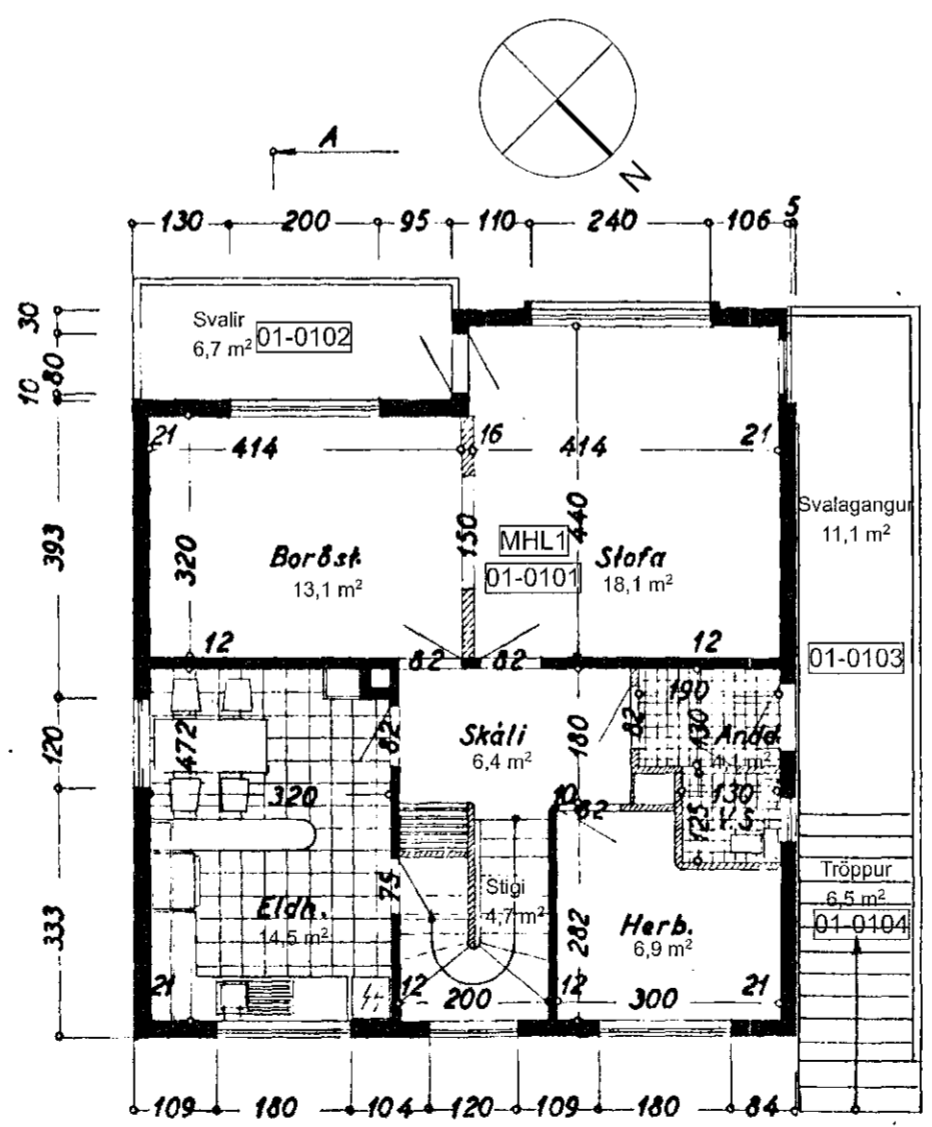 N
A
130 200 95 110 240 106 5
30
80
10
393
120
333
Svalir
6,7 m²
01-0102
21 414 16 414 21
320
150
440
MHL1
01-0101
Borðst.
13,1 m²
Stofa
18,1 m²
Svalagangur
11,1 m²
12 82 82 12
01-0103
472
82
Skáli
6,4 m²
180
82
190
130
Andd.
4,1 m²
320
10
82
130
125
V.S.
75
Stigi
4,7 m²
Eldh.
14,5 m²
282
Herb.
6,9 m²
Tröppur
6,5 m²
01-0104
21 12 200 12 300 21
109 180 104 120 109 180 84